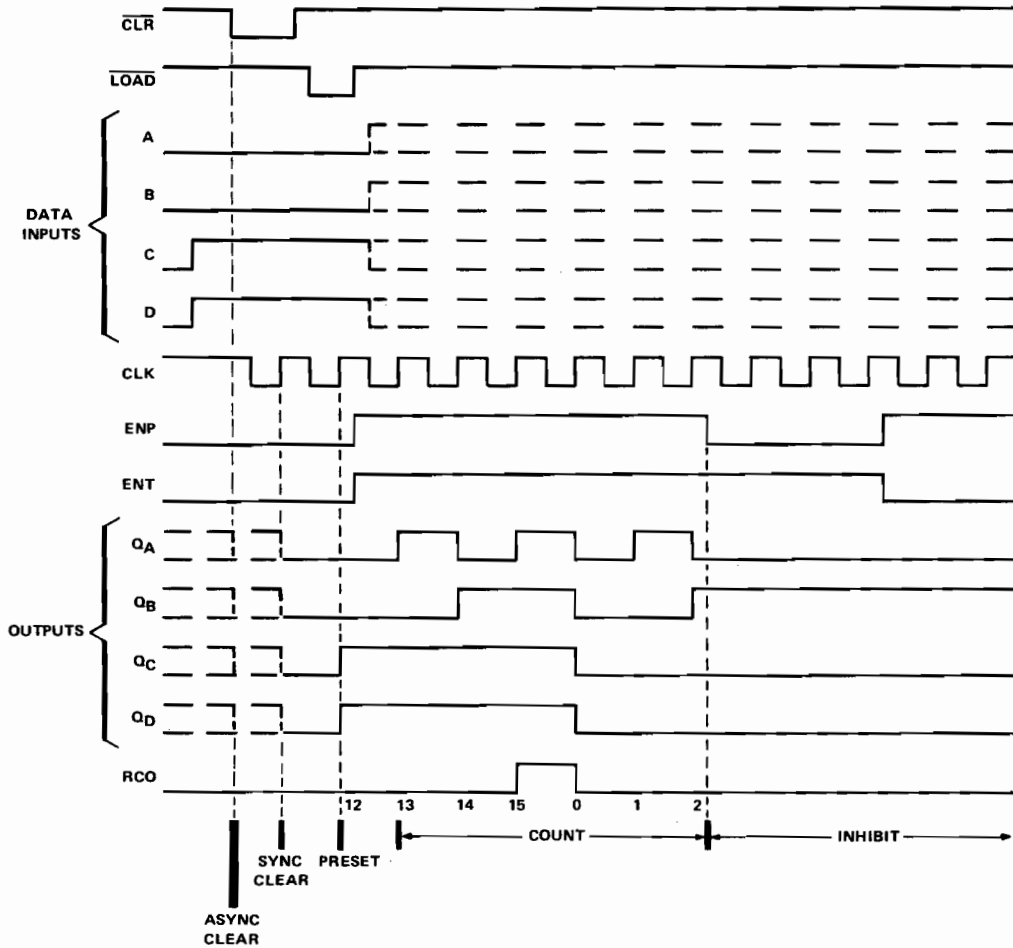 CLR
LOAD
A
B
DATA
INPUTS
C
D
CLK
ENP
ENT
QA
QB
OUTPUTS
QC
QD
RCO
12 13 14 15 0 1 2
COUNT INHIBIT
SYNC
CLEAR
PRESET
ASYNC
CLEAR